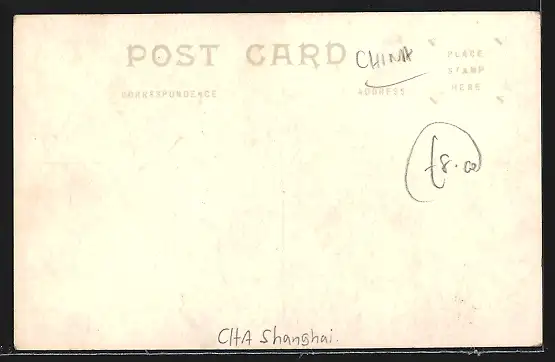 POST CARD
CHINA
PLACE
STAMP
HERE
CORRESPONDENCE
ADDRESS
£8.00
CHA Shanghai.